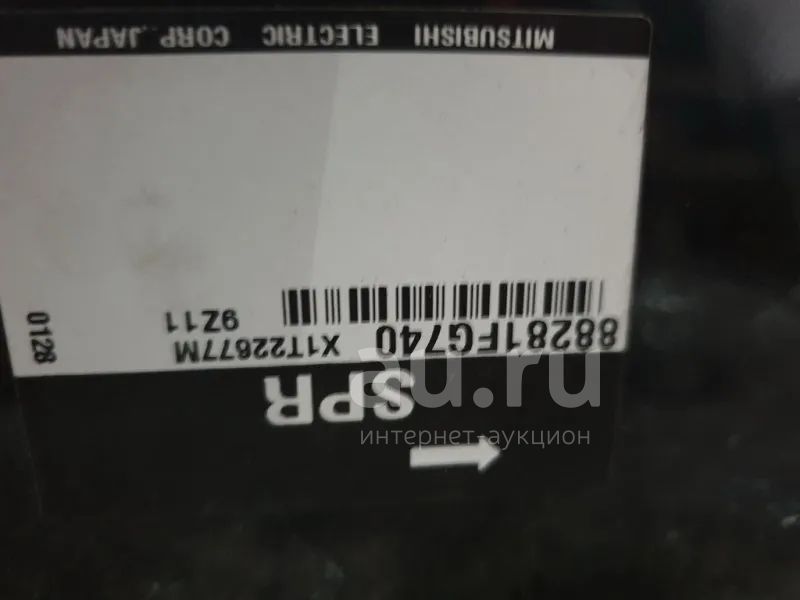 SPR
88281FG740 X1T22677M
9Z11
0128
MITSUBISHI ELECTRIC CORP. JAPAN
au.ru
интернет-аукцион